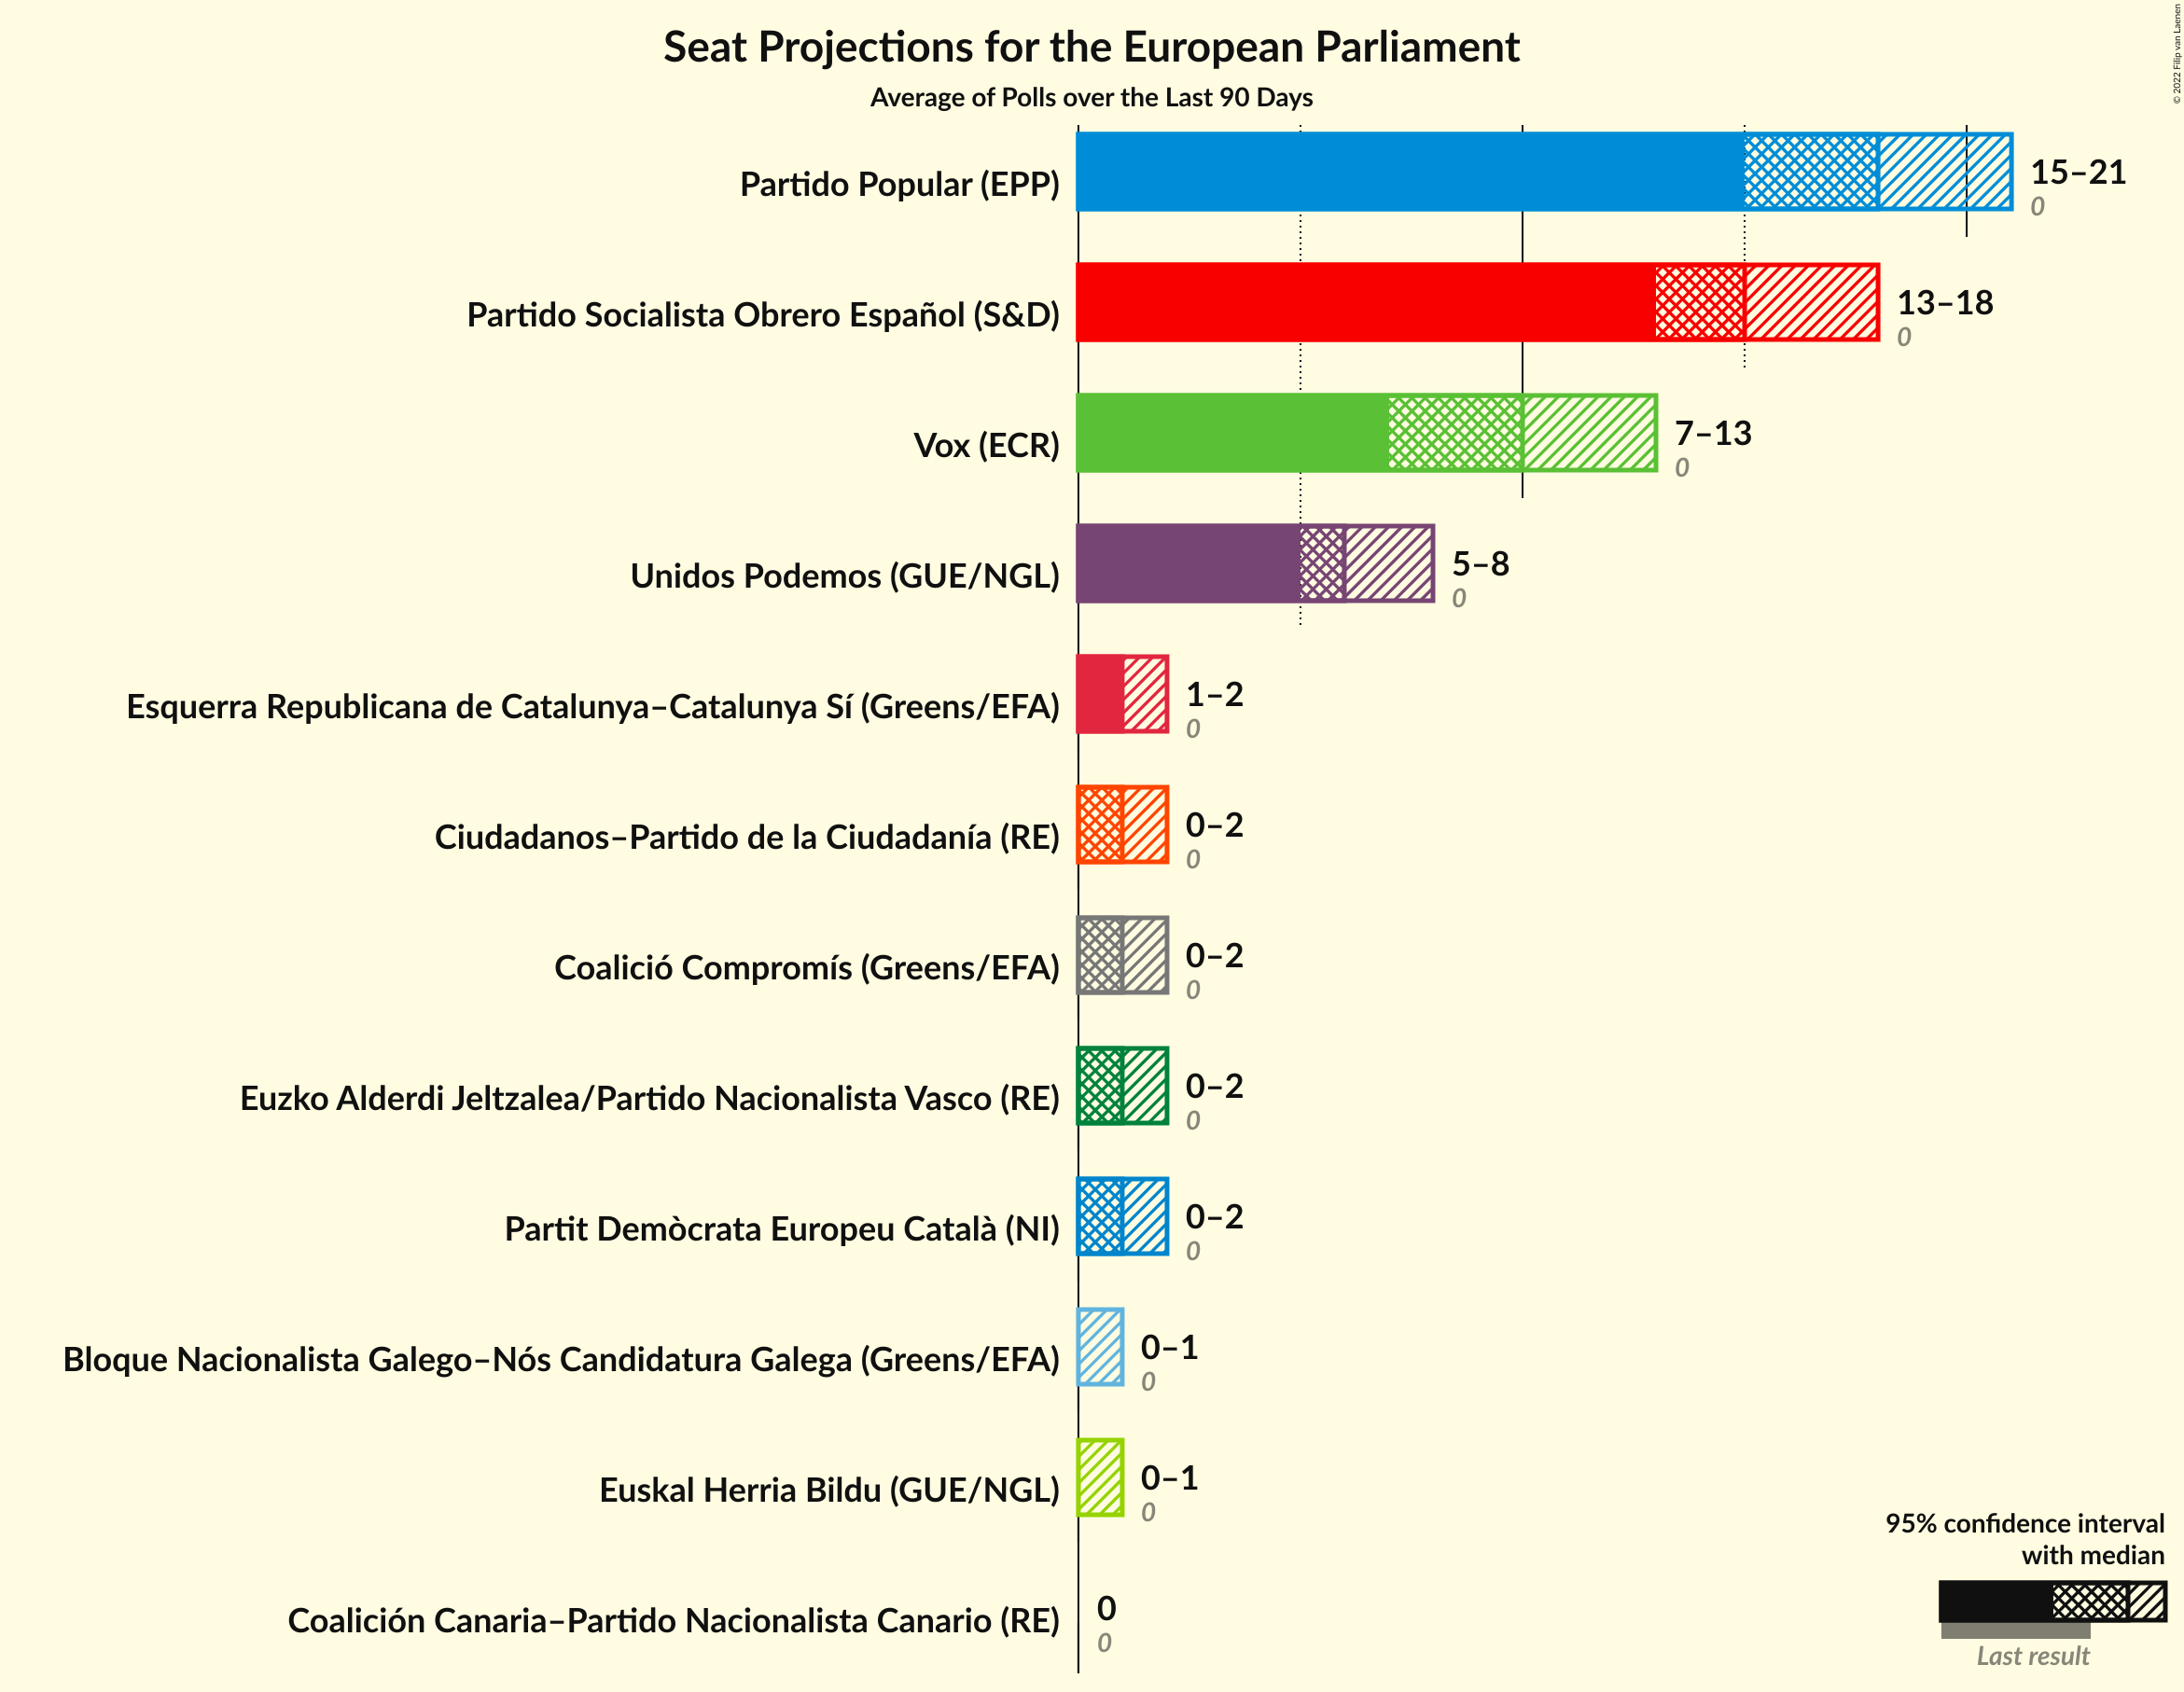 Seat Projections for the European Parliament
Average of Polls over the Last 90 Days
© 2022 Filip van Laenen
Partido Popular (EPP)
15–21
0
Partido Socialista Obrero Español (S&D)
13–18
0
Vox (ECR)
7–13
0
Unidos Podemos (GUE/NGL)
5–8
0
Esquerra Republicana de Catalunya–Catalunya Sí (Greens/EFA)
1–2
0
Ciudadanos–Partido de la Ciudadanía (RE)
0–2
0
Coalició Compromís (Greens/EFA)
0–2
0
Euzko Alderdi Jeltzalea/Partido Nacionalista Vasco (RE)
0–2
0
Partit Demòcrata Europeu Català (NI)
0–2
0
Bloque Nacionalista Galego–Nós Candidatura Galega (Greens/EFA)
0–1
0
Euskal Herria Bildu (GUE/NGL)
0–1
0
Coalición Canaria–Partido Nacionalista Canario (RE)
0
0
95% confidence interval
with median
Last result